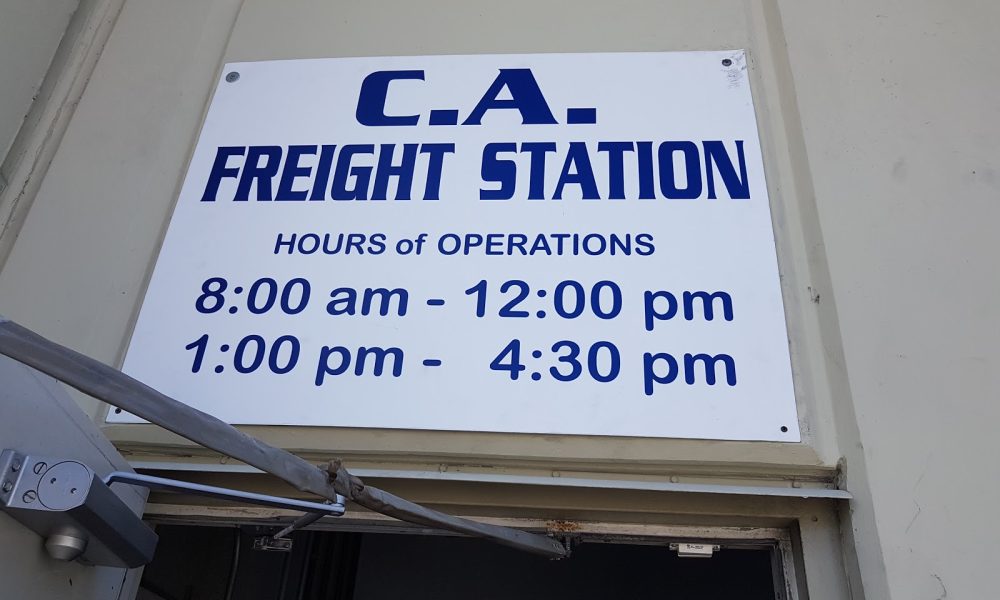 C.A.
FREIGHT STATION
HOURS of OPERATIONS
8:00 am - 12:00 pm
1:00 pm - 4:30 pm